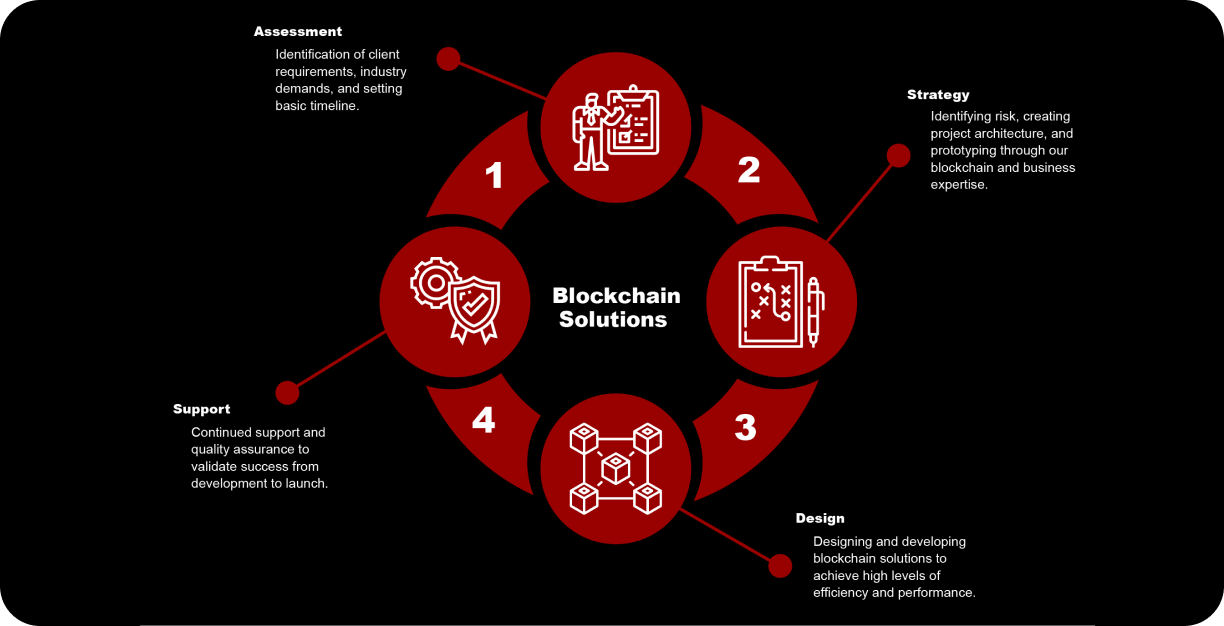 Assessment
Identification of client
requirements, industry
demands, and setting
basic timeline.
Strategy
Identifying risk, creating
project architecture, and
prototyping through our
blockchain and business
expertise.
1
2
Blockchain
Solutions
4
3
Support
Continued support and
quality assurance to
validate success from
development to launch.
Design
Designing and developing
blockchain solutions to
achieve high levels of
efficiency and performance.